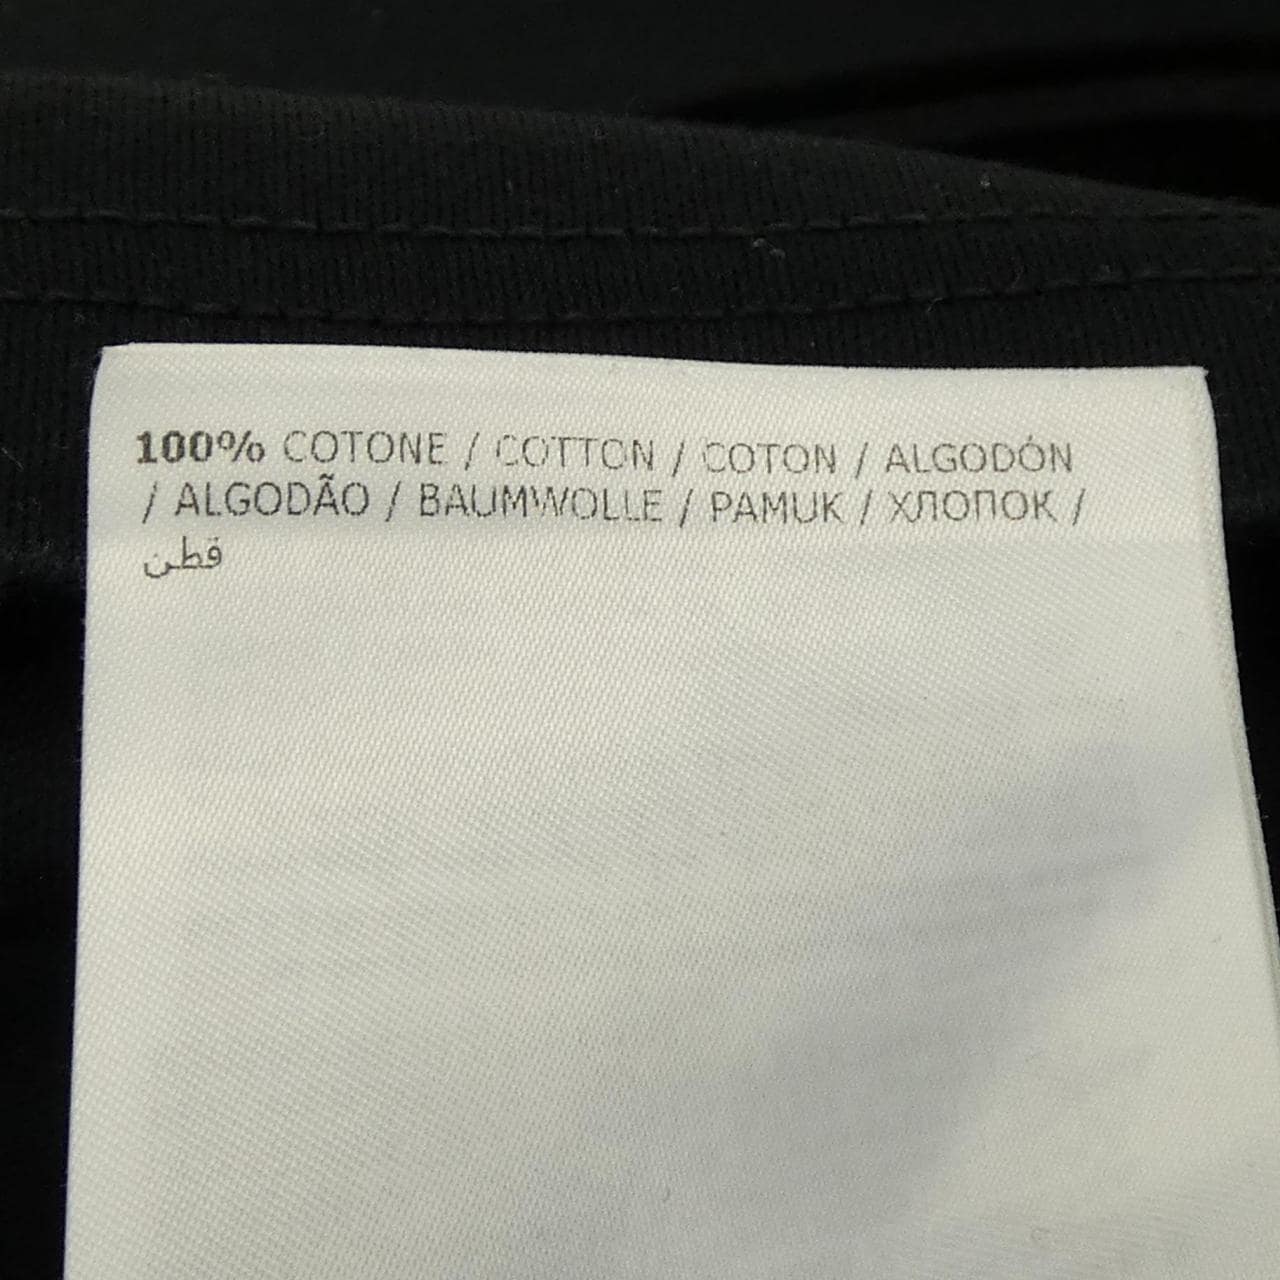 100% COTONE / COTTON / COTON / ALGODÓN
/ ALGODÃO / BAUMWOLLE / PAMUK / ХЛОПОК /
قطن